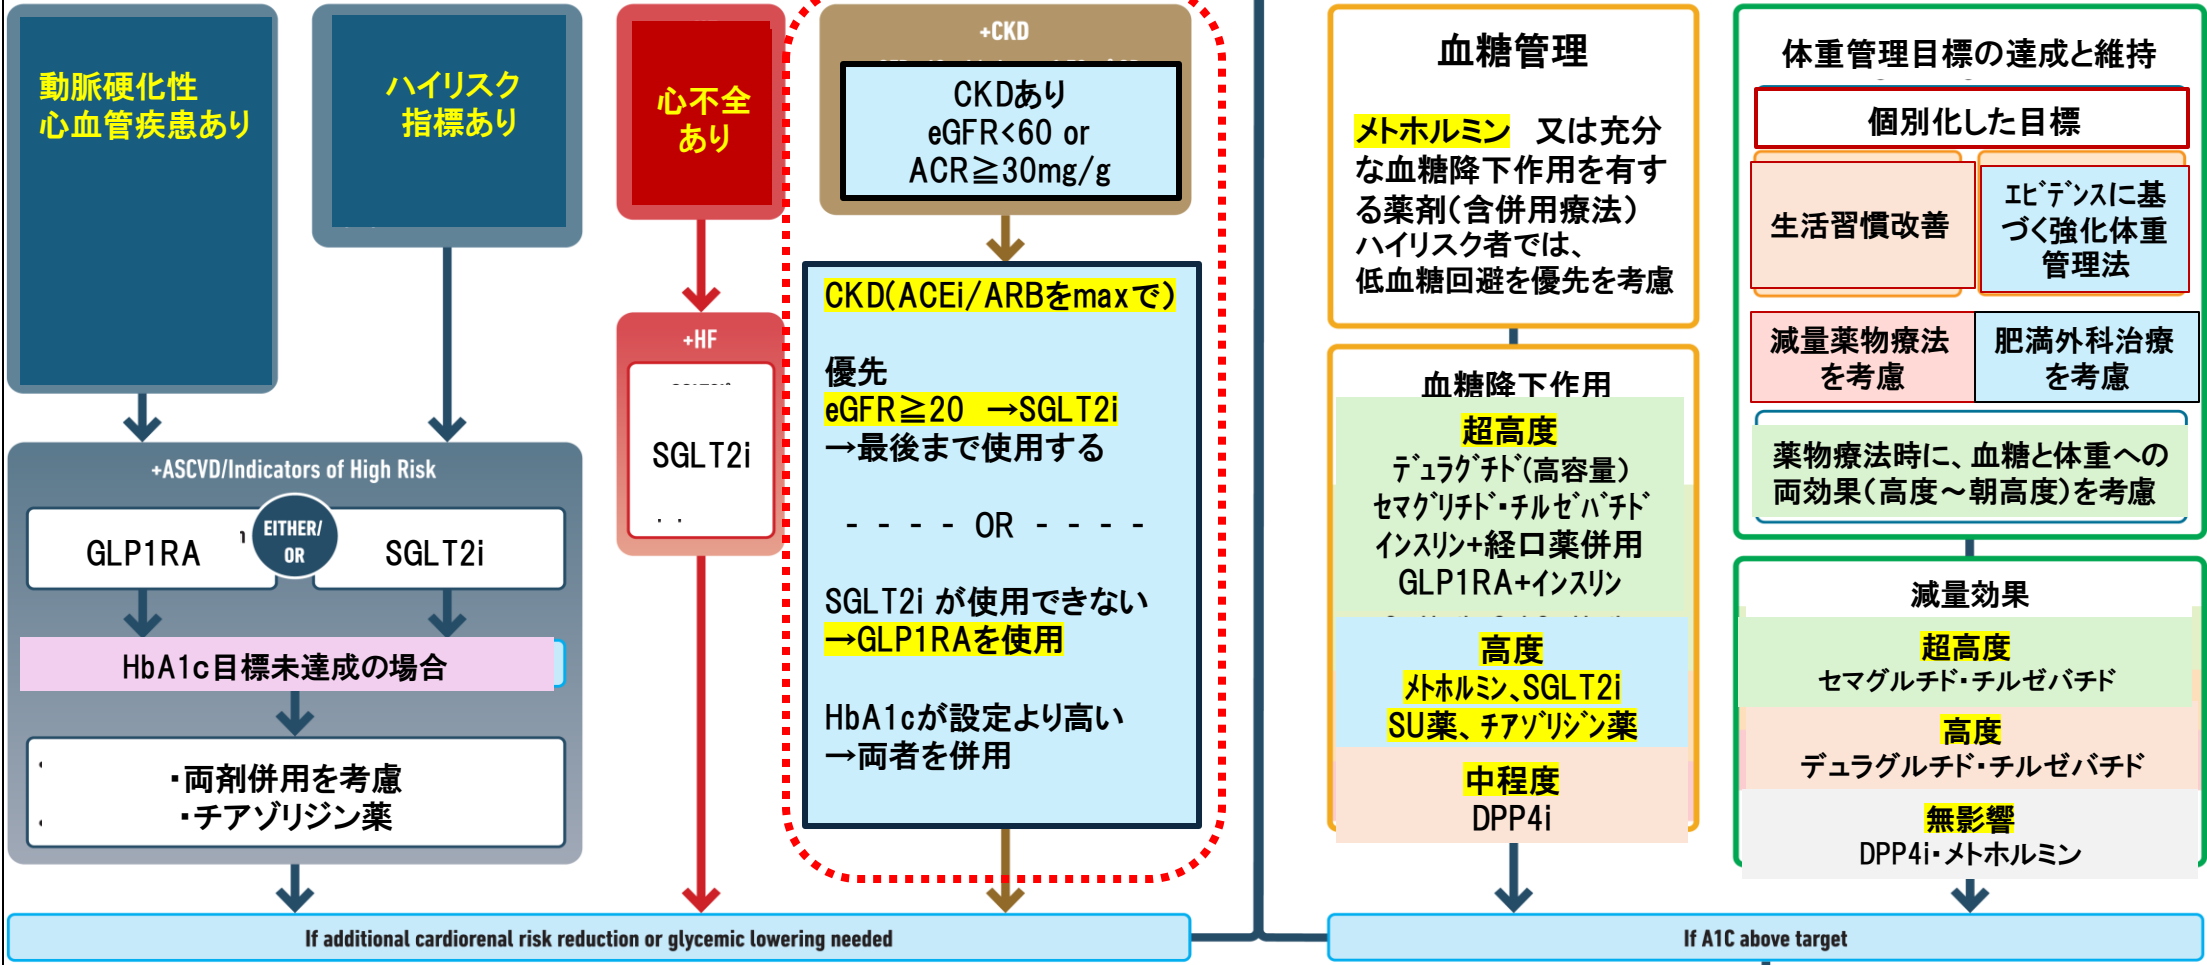 動脈硬化性
心血管疾患あり
ハイリスク
指標あり
+ASCVD/Indicators of High Risk
GLP1RA
EITHER/
OR
SGLT2i
HbA1c目標未達成の場合
・両剤併用を考慮
・チアゾリジン薬
心不全
あり
+HF
SGLT2i
+CKD
CKDあり
eGFR<60 or
ACR≧30mg/g
CKD(ACEi/ARBをmaxで)
優先
eGFR≧20 →SGLT2i
→最後まで使用する
- - - - OR - - - -
SGLT2i が使用できない
→GLP1RAを使用
HbA1cが設定より高い
→両者を併用
If additional cardiorenal risk reduction or glycemic lowering needed
血糖管理
メトホルミン 又は充分
な血糖降下作用を有す
る薬剤(含併用療法)
ハイリスク者では、
低血糖回避を優先を考慮
血糖降下作用
超高度
ﾃﾞｭﾗｸﾞﾁﾄﾞ(高容量)
ｾﾏｸﾞﾘﾁﾄﾞ・ﾁﾙｾﾞﾊﾞﾁﾄﾞ
ｲﾝｽﾘﾝ+経口薬併用
GLP1RA+ｲﾝｽﾘﾝ
高度
ﾒﾄﾎﾙﾐﾝ、SGLT2i
SU薬、ﾁｱｿﾞﾘｼﾞﾝ薬
中程度
DPP4i
体重管理目標の達成と維持
個別化した目標
生活習慣改善
ｴﾋﾞﾃﾞﾝｽに基
づく強化体重
管理法
減量薬物療法
を考慮
肥満外科治療
を考慮
薬物療法時に、血糖と体重への
両効果(高度～朝高度)を考慮
減量効果
超高度
セマグルチド・チルゼバチド
高度
デュラグルチド・チルゼバチド
無影響
DPP4i・メトホルミン
If A1C above target